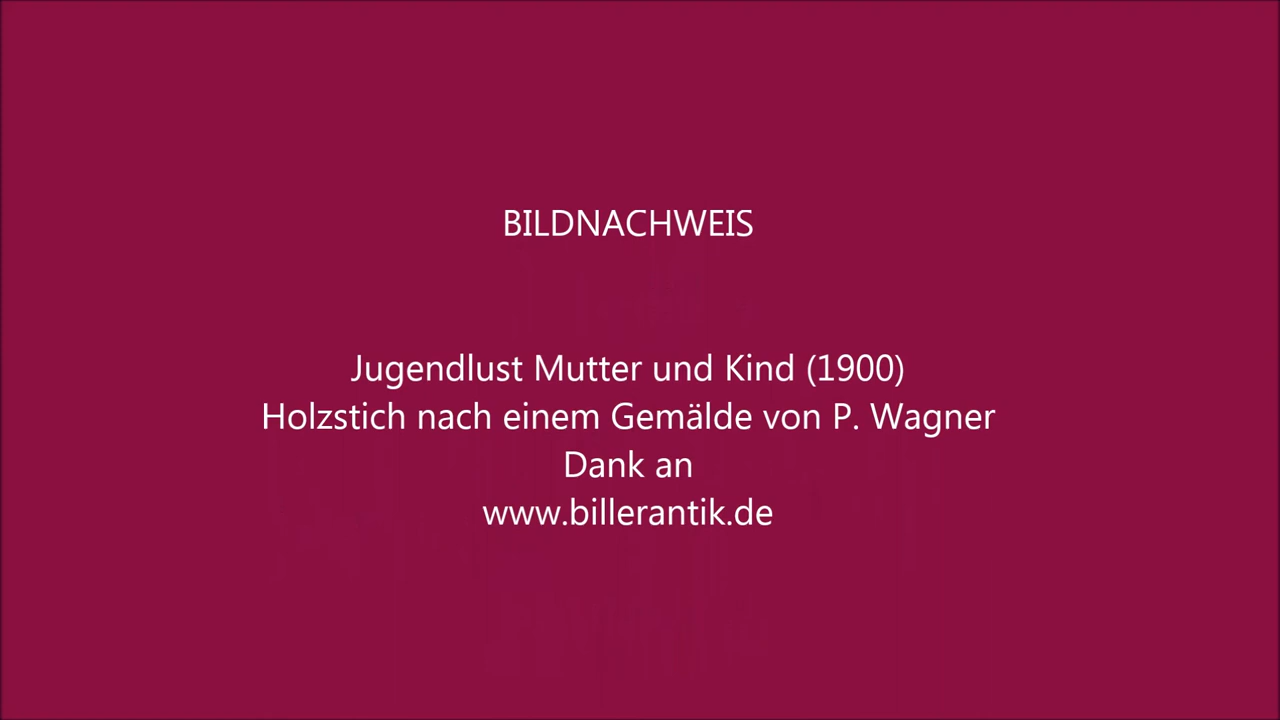 BILDNACHWEIS
Jugendlust Mutter und Kind (1900)
Holzstich nach einem Gemälde von P. Wagner
Dank an
www.billerantik.de